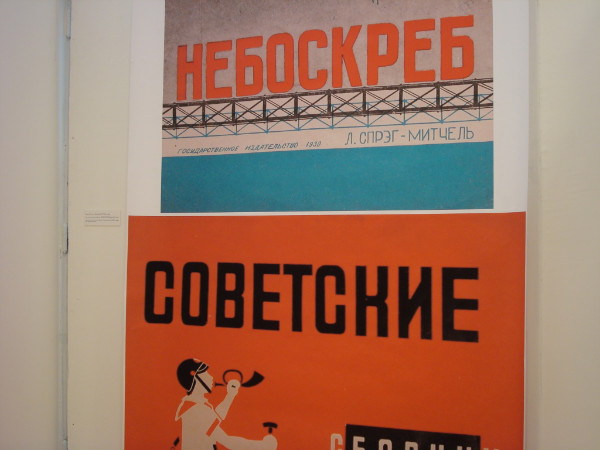 НЕБОСКРЕБ
Л. СПРЭГ-МИТЧЕЛЬ
ГОСУДАРСТВЕННОЕ ИЗДАТЕЛЬСТВО 1930
СОВЕТСКИЕ